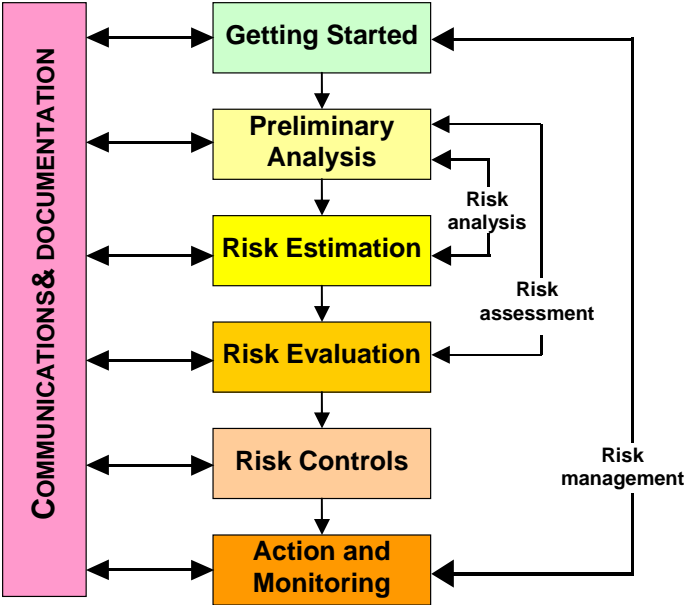 COMMUNICATIONS& DOCUMENTATION
Getting Started
Preliminary
Analysis
Risk
analysis
Risk Estimation
Risk
assessment
Risk Evaluation
Risk Controls
Risk
management
Action and
Monitoring